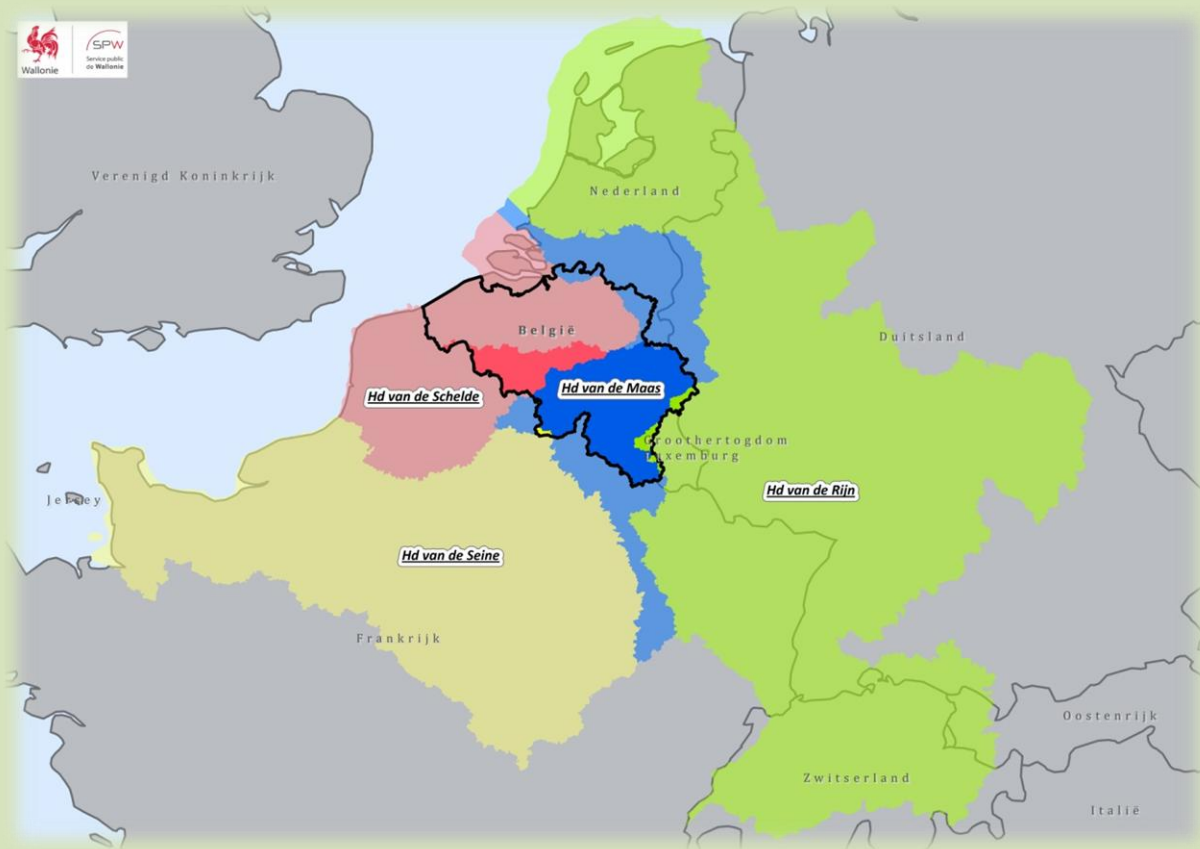 Wallonie
SPW
Service public
de Wallonie
Verenigd Koninkrijk
Nederland
België
Duitsland
Hd van de Schelde
Hd van de Maas
Groothertogdom
Luxemburg
Jersey
Hd van de Rijn
Hd van de Seine
Frankrijk
Oostenrijk
Zwitserland
Italië